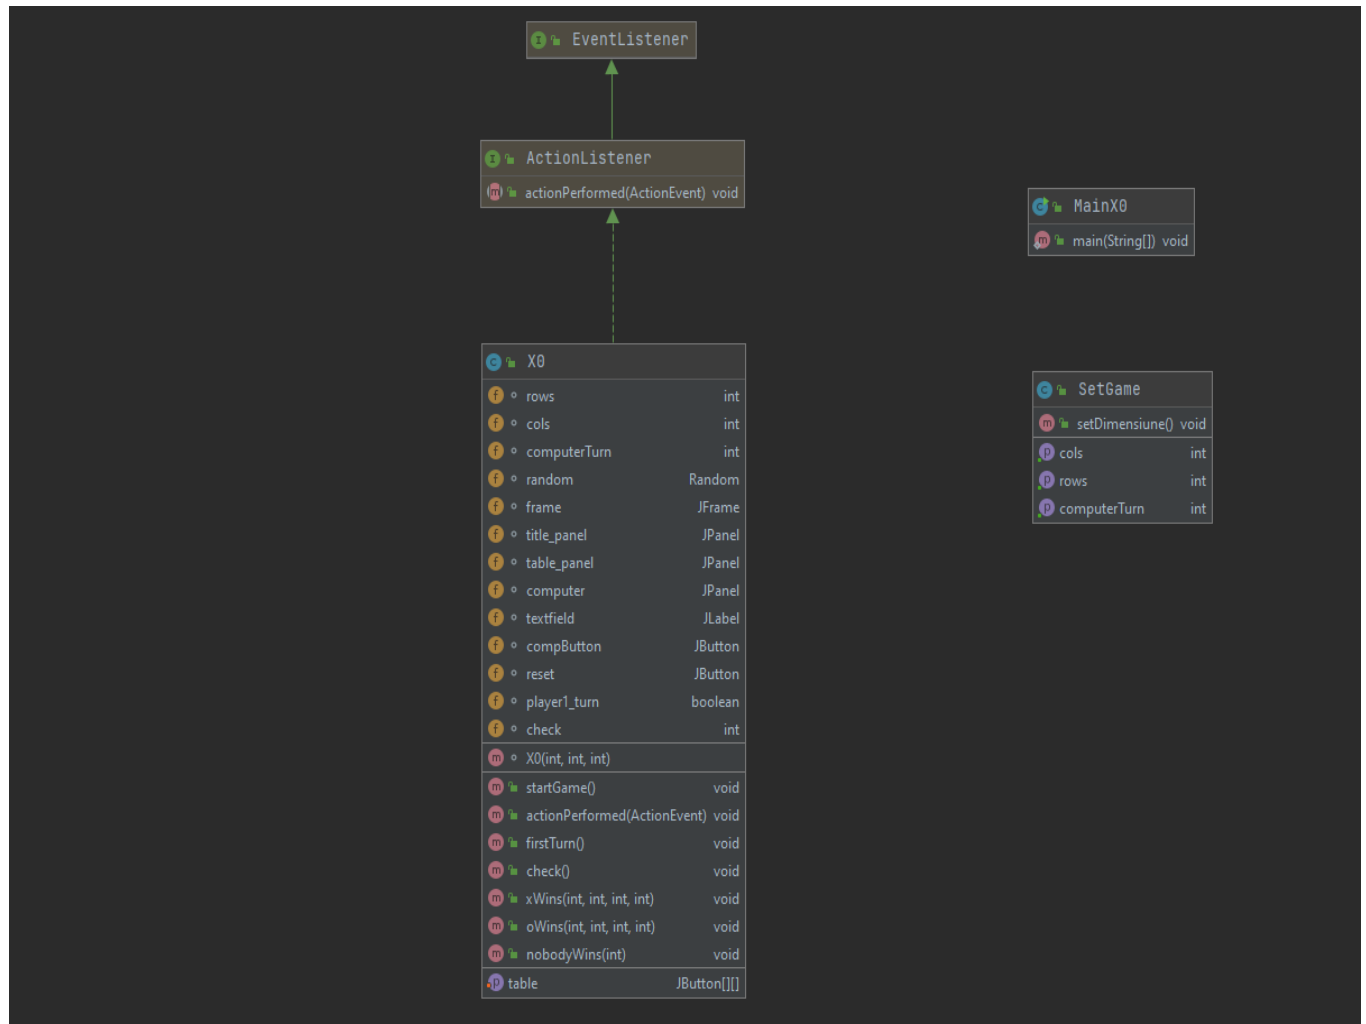 EventListener
ActionListener
actionPerformed(ActionEvent) void
X0
rows int
cols int
computerTurn int
random Random
frame JFrame
title_panel JPanel
table_panel JPanel
computer JPanel
textfield JLabel
compButton JButton
reset JButton
player1_turn boolean
check int
X0(int, int, int)
startGame() void
actionPerformed(ActionEvent) void
firstTurn() void
check() void
xWins(int, int, int, int) void
oWins(int, int, int, int) void
nobodyWins(int) void
table JButton[][]
MainX0
main(String[]) void
SetGame
setDimensiune() void
cols int
rows int
computerTurn int